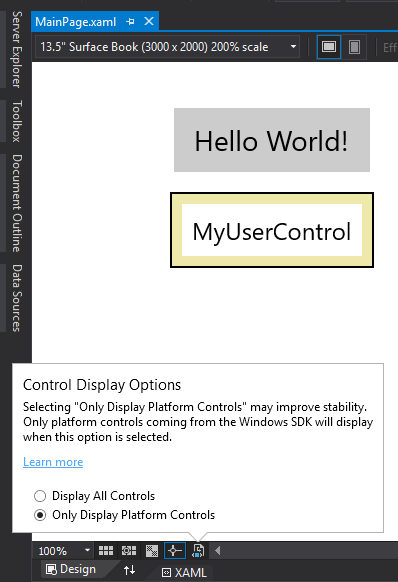 Server Explorer
Toolbox
Document Outline
Data Sources
MainPage.xaml
13.5" Surface Book (3000 x 2000) 200% scale
Eff
Hello World!
MyUserControl
Control Display Options
Selecting "Only Display Platform Controls" may improve stability.
Only platform controls coming from the Windows SDK will display
when this option is selected.
Learn more
Display All Controls
Only Display Platform Controls
100%
Design
XAML